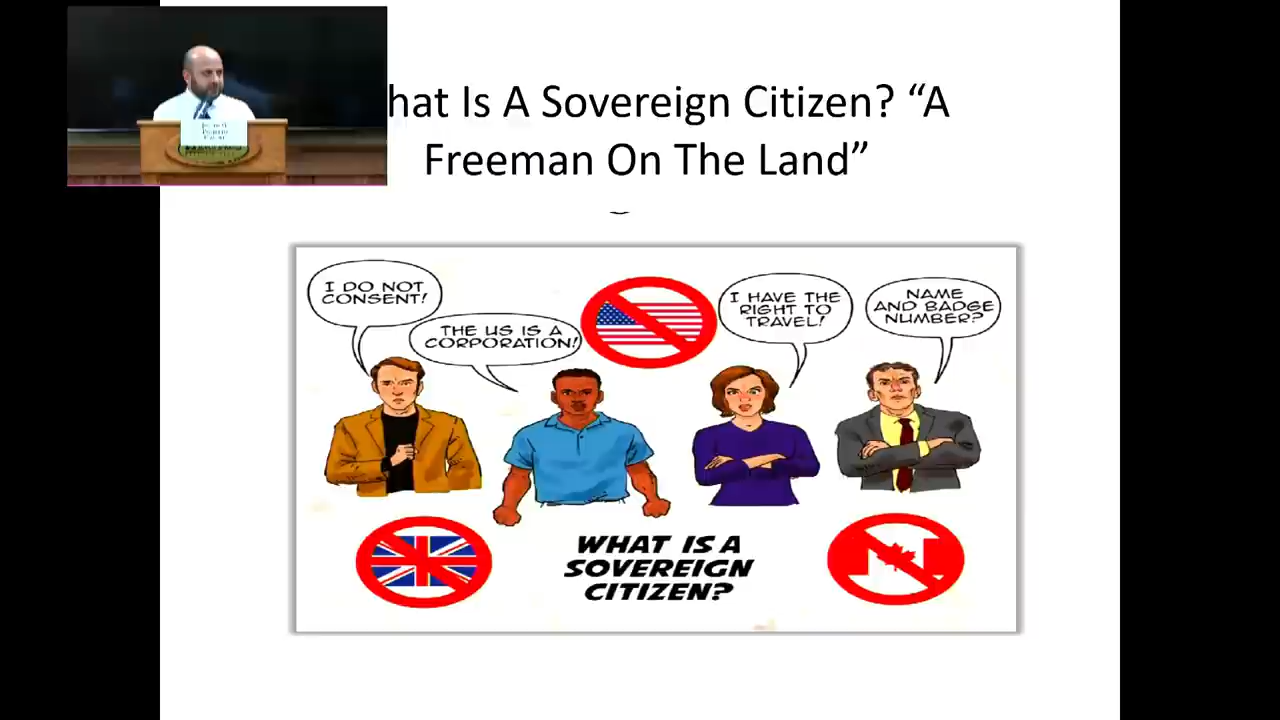 hat Is A Sovereign Citizen? “A
Freeman On The Land”
I DO NOT
CONSENT!
THE US IS A
CORPORATION!
I HAVE THE
RIGHT TO
TRAVEL!
NAME
AND BADGE
NUMBER?
WHAT IS A
SOVEREIGN
CITIZEN?